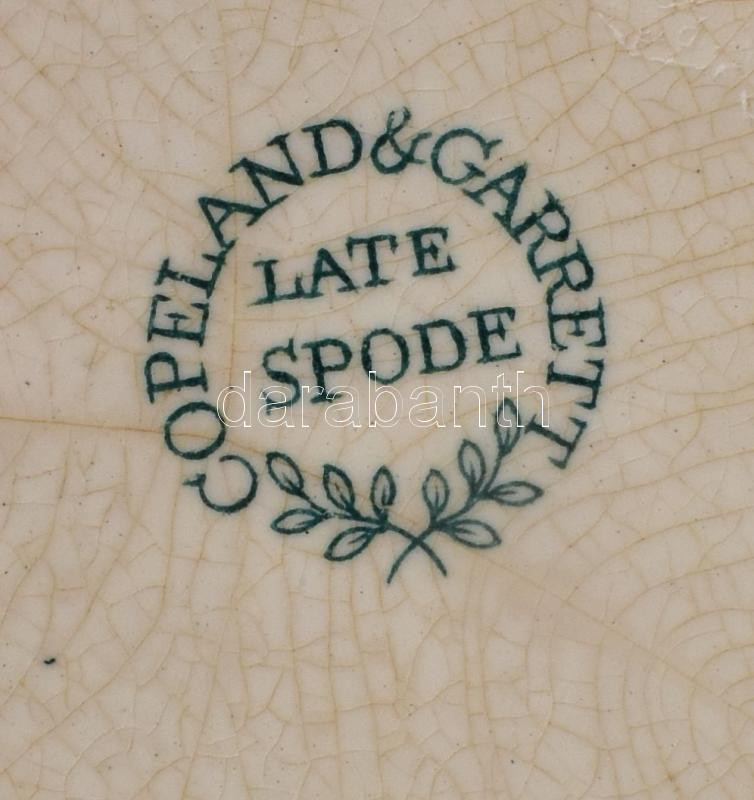 COPELAND & GARRETT
LATE
SPODE
darabanth